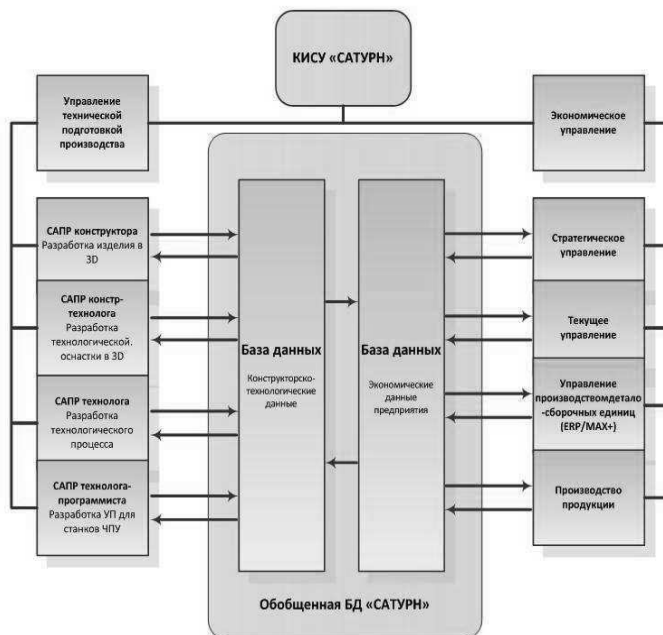 КИСУ «САТУРН»
Управление
технической
подготовкой
производства
Экономическое
управление
САПР конструктора
Разработка изделия в
3D
САПР констр-
технолога
Разработка
технологической.
оснастки в 3D
САПР технолога
Разработка
технологического
процесса
САПР технолога-
программиста
Разработка УП для
станков ЧПУ
База данных
Конструкторско-
технологические
данные
База данных
Экономические
данные
предприятия
Стратегическое
управление
Текущее
управление
Управление
производствомдетало
-сборочных единиц
(ERP/MAX+)
Производство
продукции
Обобщенная БД «САТУРН»